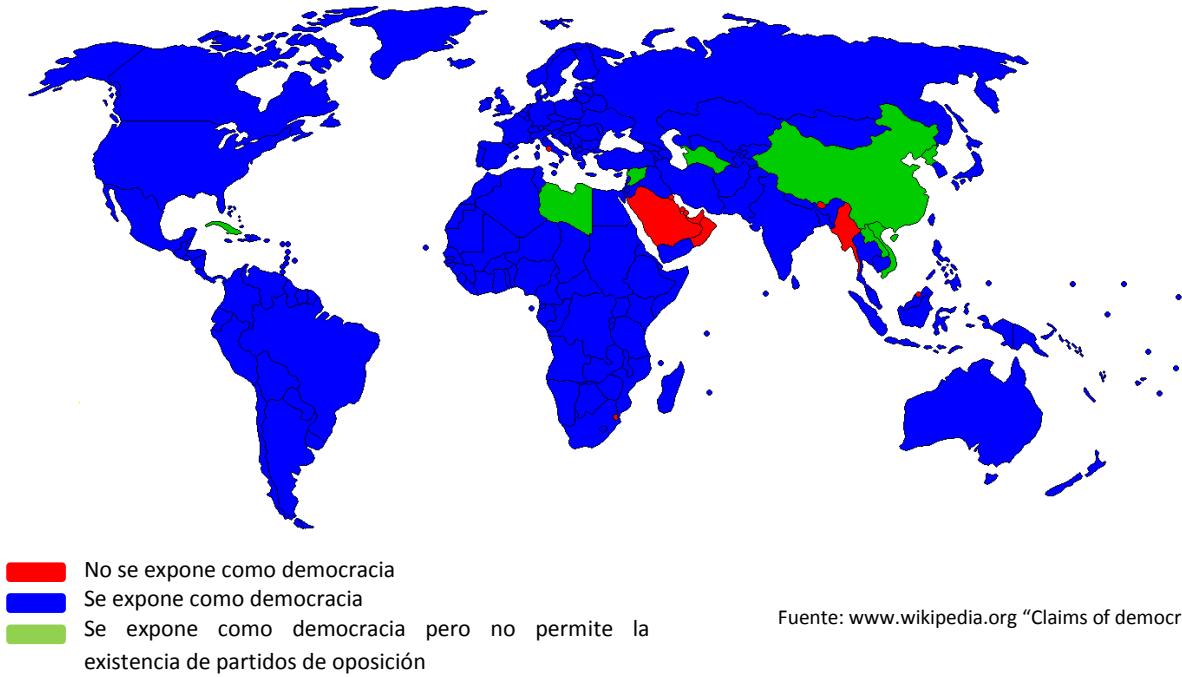 No se expone como democracia
Se expone como democracia
Se expone como democracia pero no permite la
existencia de partidos de oposición
Fuente: www.wikipedia.org “Claims of democr